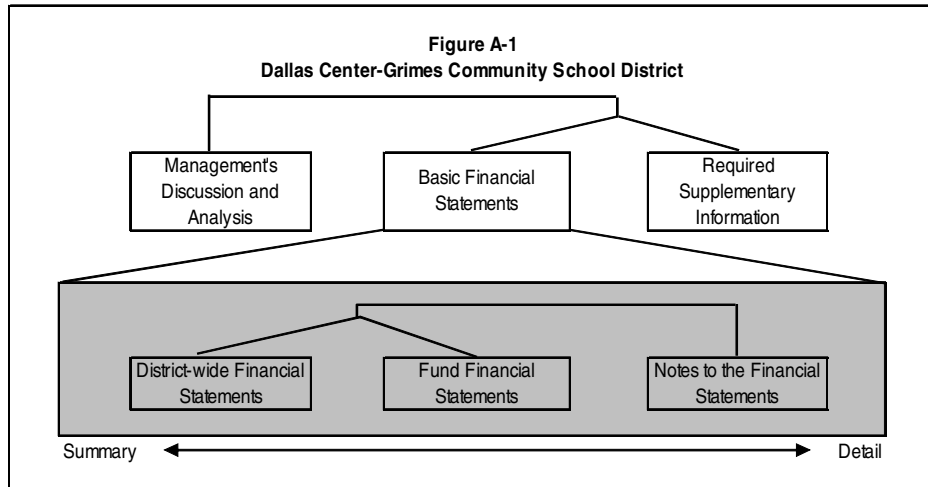 Figure A-1
Dallas Center-Grimes Community School District
Management's
Discussion and
Analysis
Basic Financial
Statements
Required
Supplementary
Information
District-wide Financial
Statements
Fund Financial
Statements
Notes to the Financial
Statements
Summary
Detail